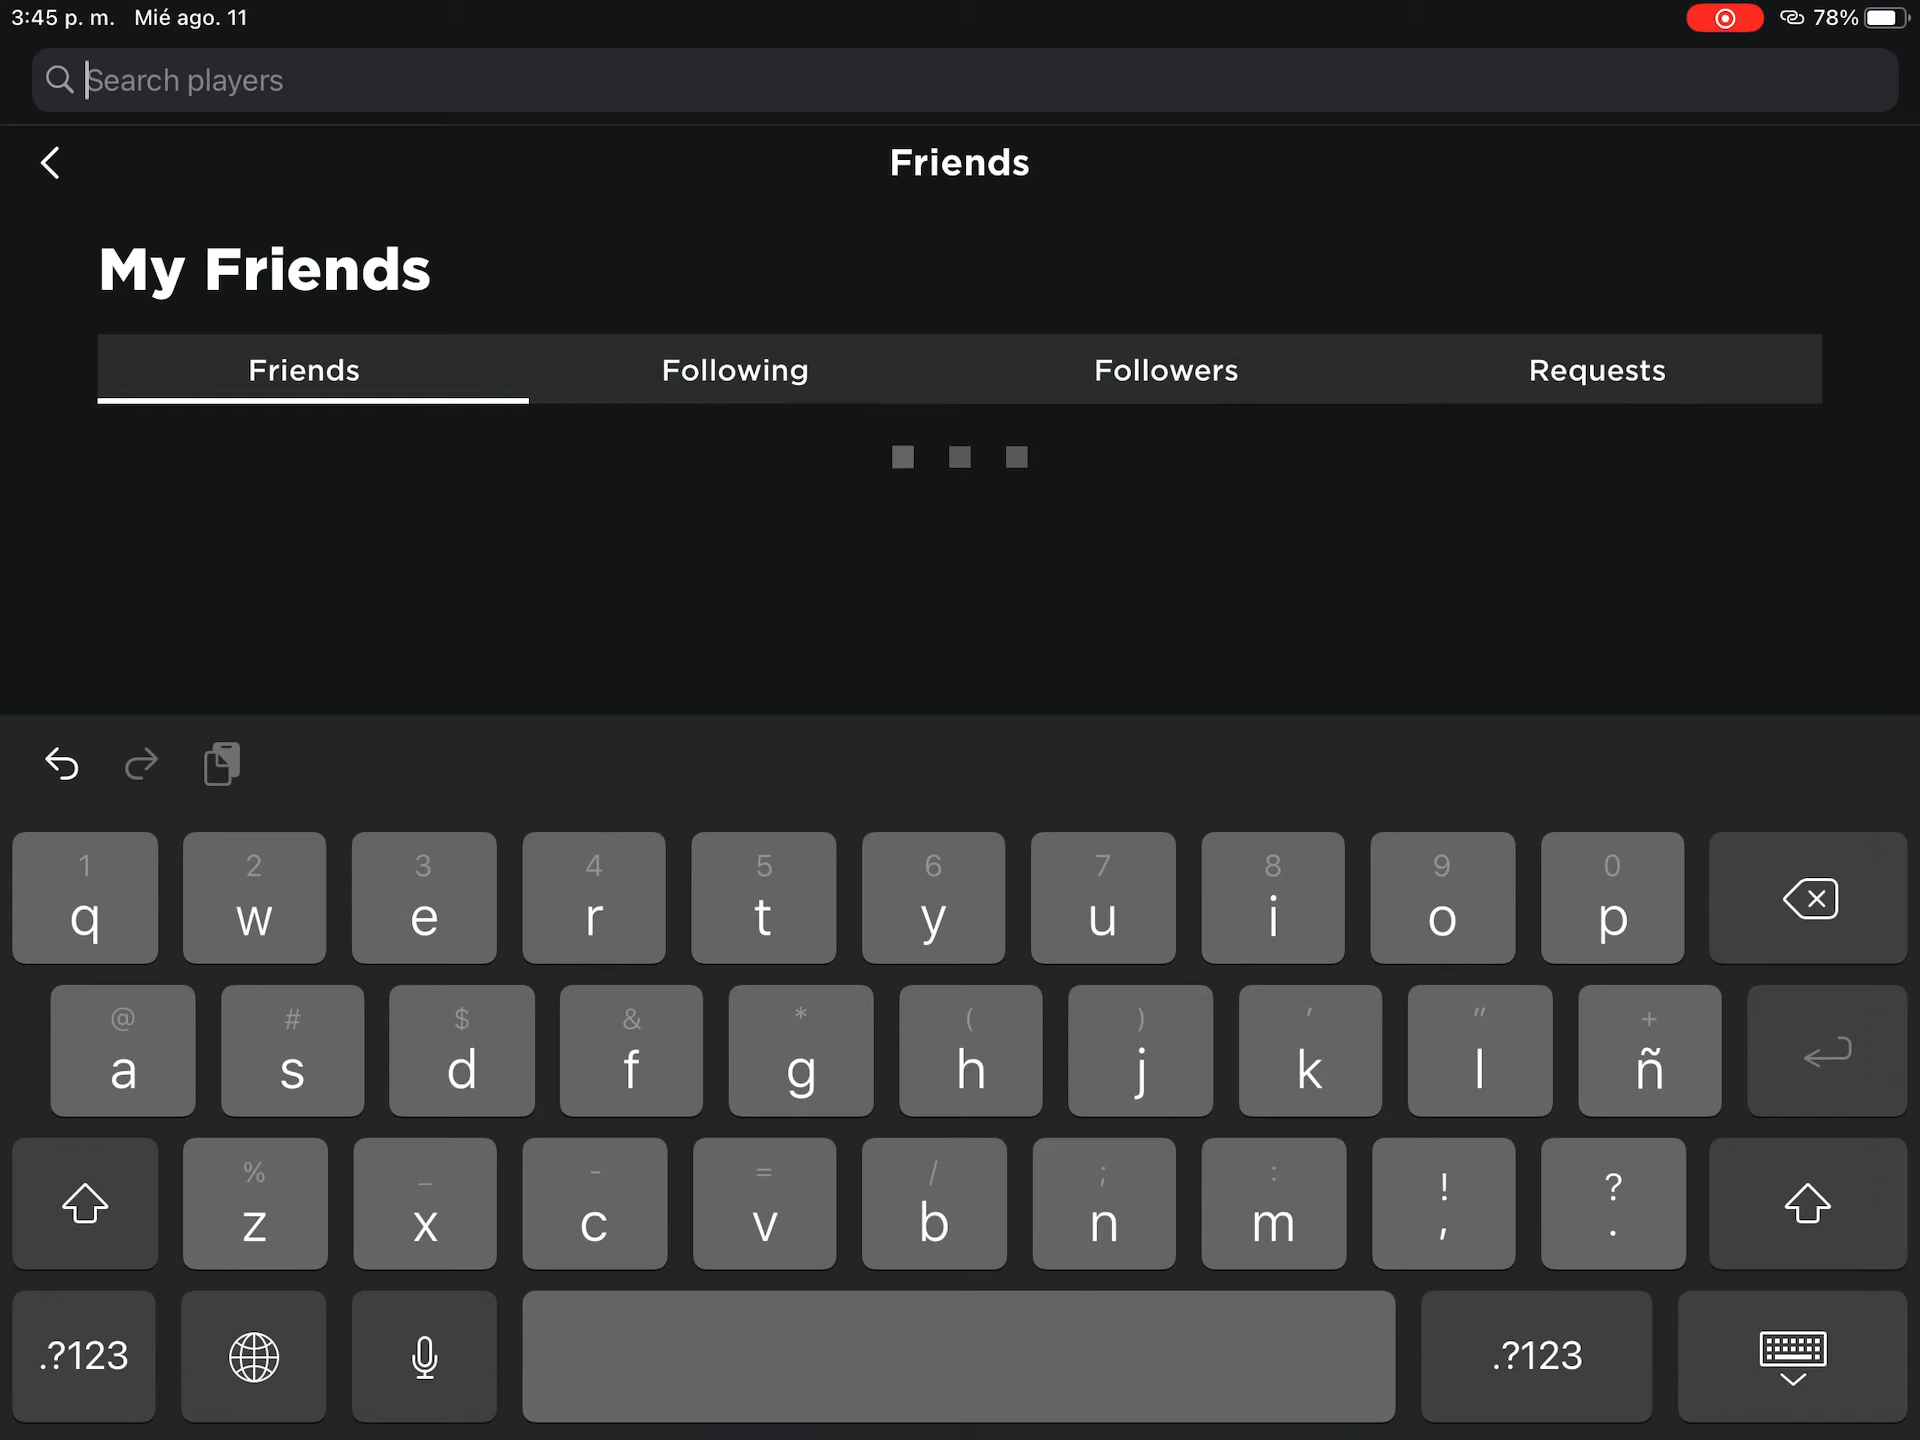 3:45 p. m. Mié ago. 11 78%
Search players
Friends
My Friends
Friends Following Followers Requests
1 2 3 4 5 6 7 8 9 0
q w e r t y u i o p
@ # $ & * ( ) ' " +
a s d f g h j k l ñ
% _ - = / ; : ! ?
z x c v b n m , .
.?123 .?123